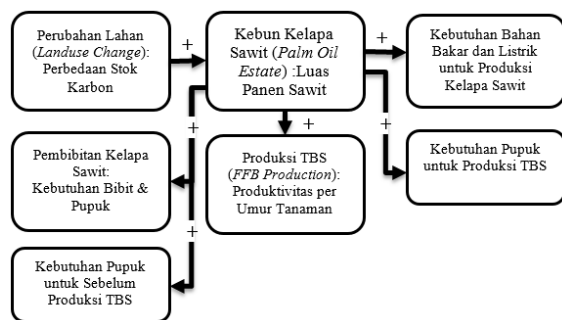 Perubahan Lahan
(Landuse Change):
Perbedaan Stok
Karbon
+
Kebun Kelapa
Sawit (Palm Oil
Estate) :Luas
Panen Sawit
+
Kebutuhan Bahan
Bakar dan Listrik
untuk Produksi
Kelapa Sawit
+
+
+
Pembibitan Kelapa
Sawit:
Kebutuhan Bibit &
Pupuk
Produksi TBS
(FFB Production):
Produktivitas per
Umur Tanaman
Kebutuhan Pupuk
untuk Produksi TBS
+
Kebutuhan Pupuk
untuk Sebelum
Produksi TBS